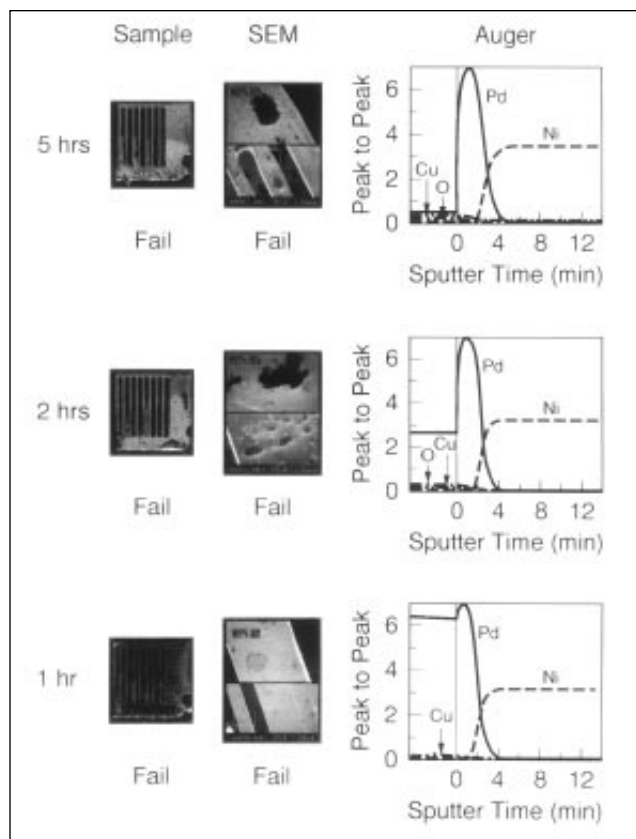 Sample SEM Auger
5 hrs
Fail Fail
Peak to Peak
6
4
2
0
Pd
Ni
Cu
O
0 4 8 12
Sputter Time (min)
2 hrs
Fail Fail
Peak to Peak
6
4
2
0
Pd
Ni
O Cu
0 4 8 12
Sputter Time (min)
1 hr
Fail Fail
Peak to Peak
6
4
2
0
Pd
Ni
Cu
0 4 8 12
Sputter Time (min)